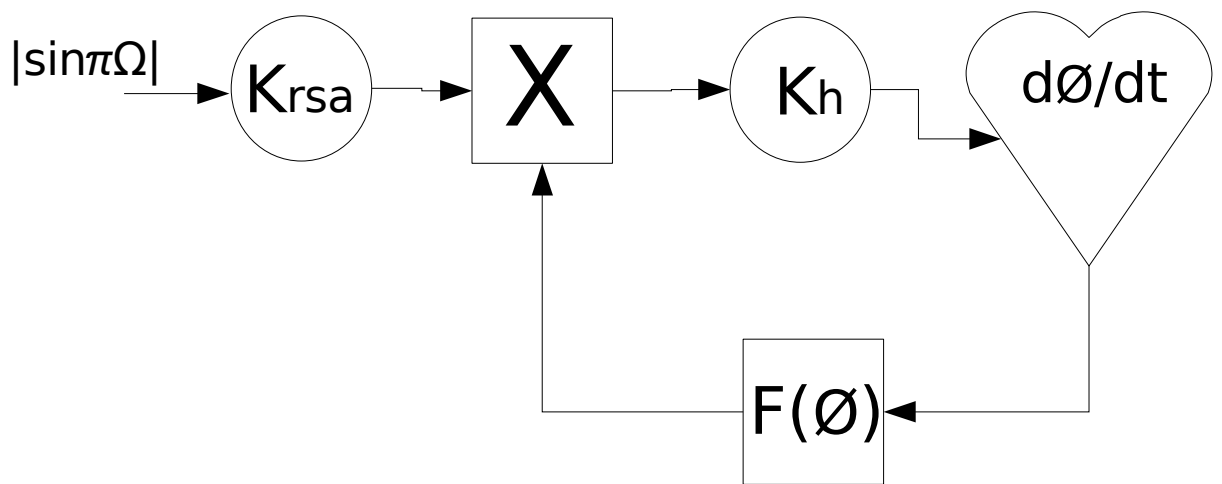 |sinπΩ|
Krsa
X
Kh
dØ/dt
F(Ø)